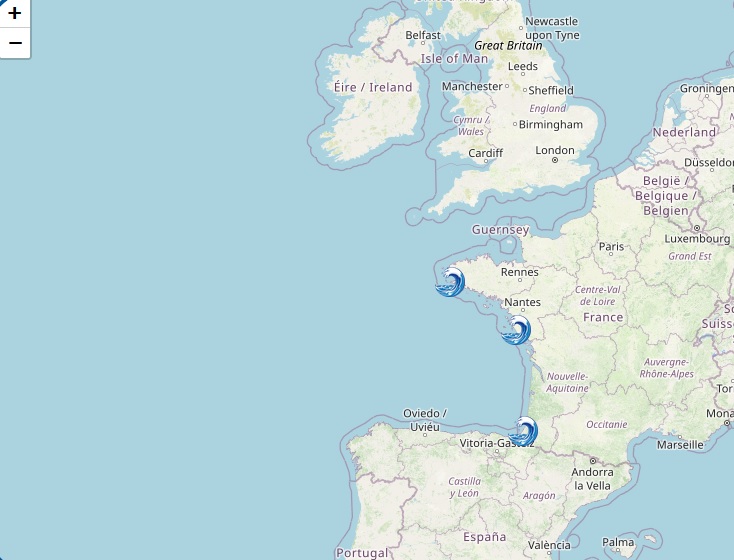 +
−
Newcastle
upon Tyne
Belfast
Great Britain
Isle of Man
Leeds
Éire / Ireland
Manchester
Sheffield
Groningen
England
Cymru /
Wales
Birmingham
Nederland
Cardiff
London
Düsseldorf
België /
Belgique /
Belgien
Guernsey
Luxembourg
Paris
Grand Est
Rennes
Centre-Val
de Loire
Nantes
France
Suisse
Auvergne-
Rhône-Alpes
Nouvelle-
Aquitaine
Oviedo /
Uviéu
Occitanie
Vitoria-Gasteiz
Marseille
Andorra
la Vella
Castilla
y León
Aragón
España
València
Palma
Portugal